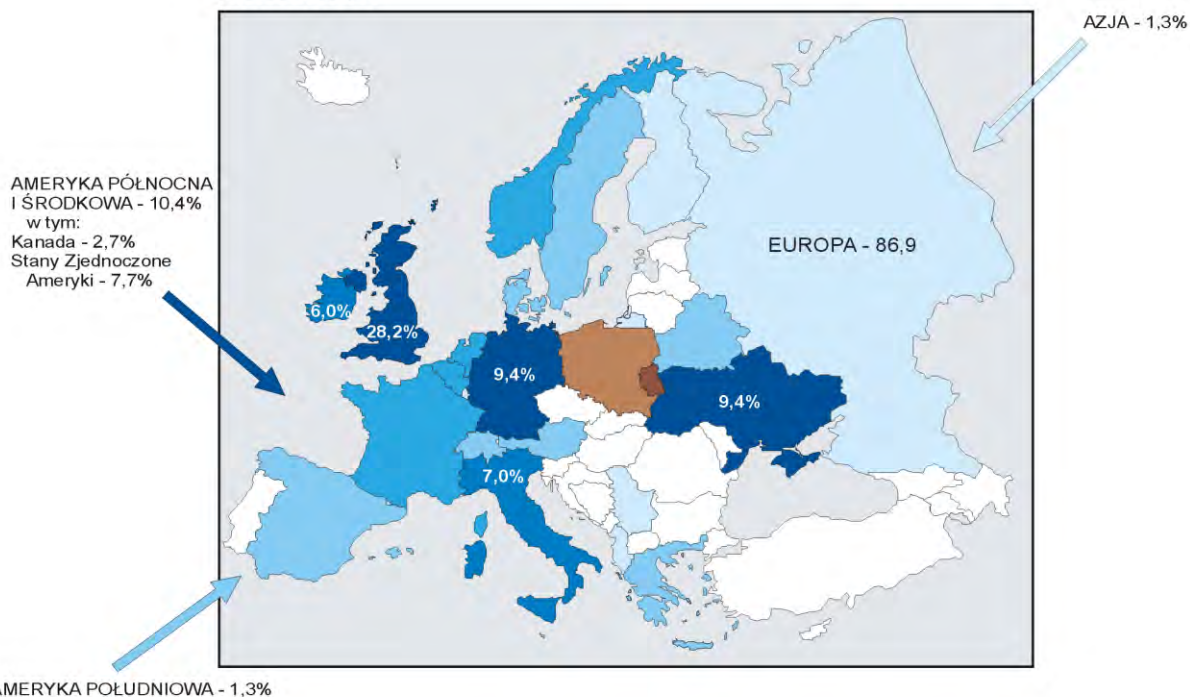 AZJA - 1,3%
AMERYKA PÓŁNOCNA
I ŚRODKOWA - 10,4%
w tym:
Kanada - 2,7%
Stany Zjednoczone
Ameryki - 7,7%
EUROPA - 86,9
6,0%
28,2%
9,4%
9,4%
7,0%
AMERYKA POŁUDNIOWA - 1,3%